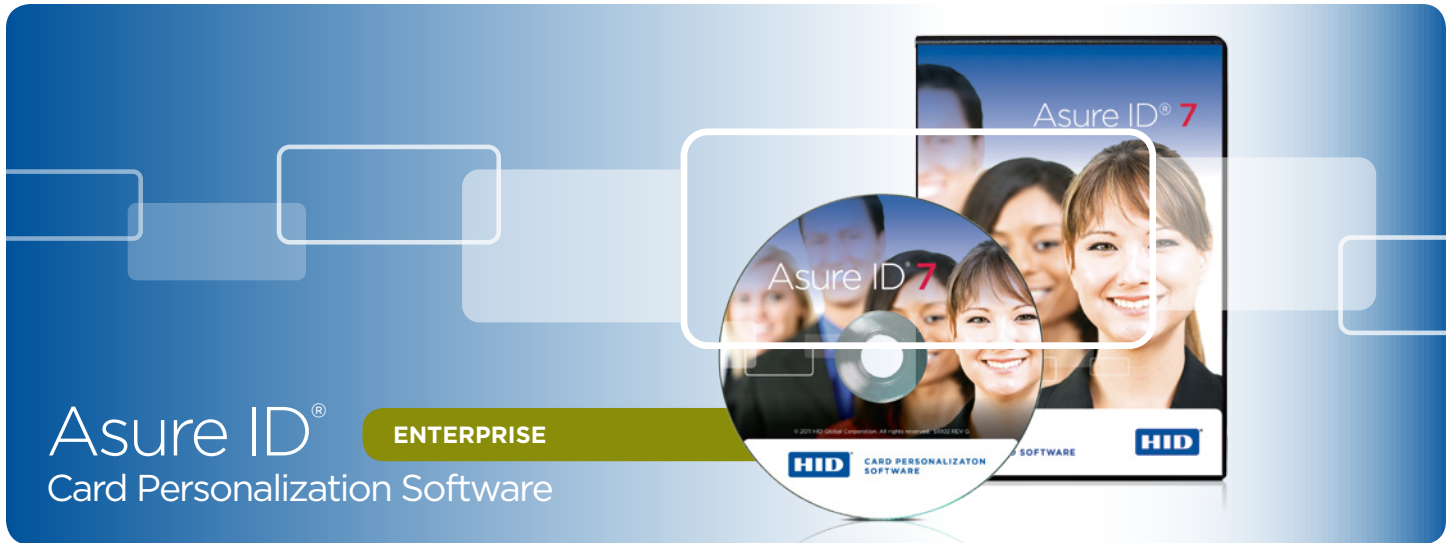 Asure ID® 7
Asure ID® 7
© 2011 HID Global Corporation. All rights reserved.
HID
CARD PERSONALIZATON
SOFTWARE
SOFTWARE
HID
Asure ID®
ENTERPRISE
Card Personalization Software